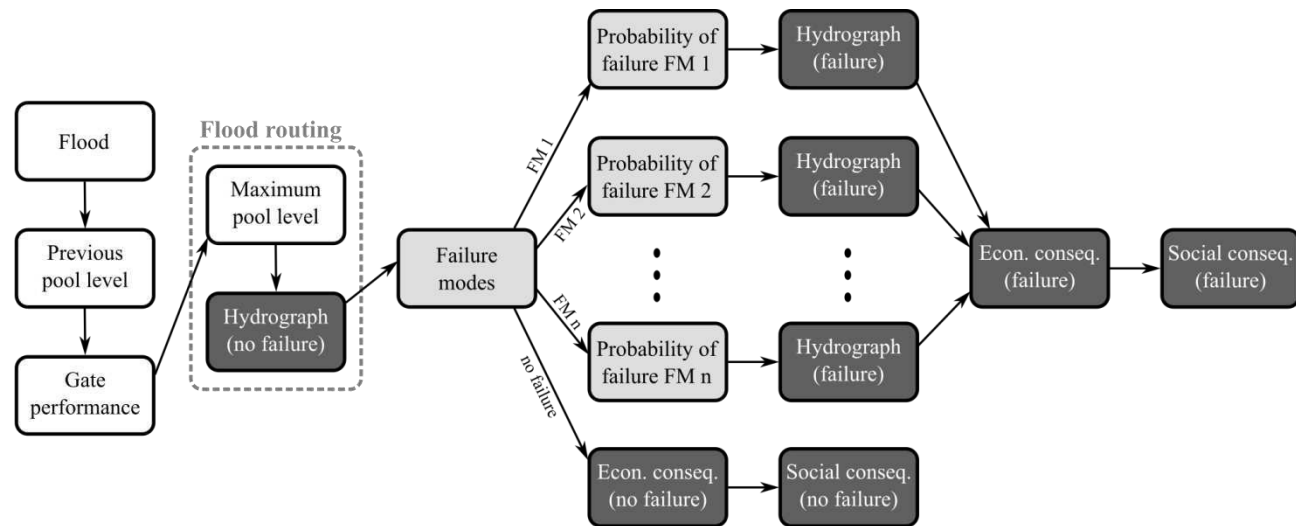 Flood
Previous
pool level
Gate
performance
Flood routing
Maximum
pool level
Hydrograph
(no failure)
Failure
modes
FM 1
FM 2
FM n
no failure
Probability of
failure FM 1
Hydrograph
(failure)
Probability of
failure FM 2
Hydrograph
(failure)
Probability of
failure FM n
Hydrograph
(failure)
Econ. conseq.
(failure)
Social conseq.
(failure)
Econ. conseq.
(no failure)
Social conseq.
(no failure)